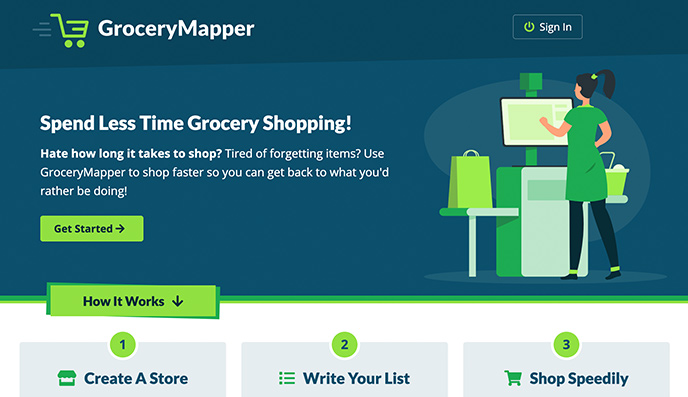 GroceryMapper
Sign In
Spend Less Time Grocery Shopping!
Hate how long it takes to shop? Tired of forgetting items? Use
GroceryMapper to shop faster so you can get back to what you'd
rather be doing!
Get Started
How It Works
1
Create A Store
2
Write Your List
3
Shop Speedily